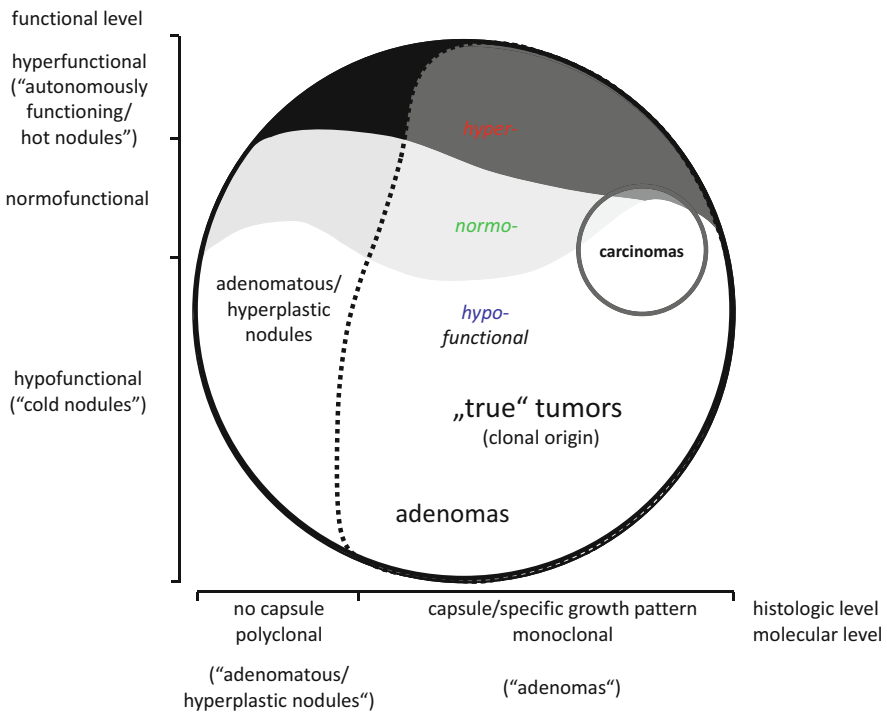 functional level
hyperfunctional
(“autonomously
functioning/
hot nodules”)
normofunctional
hypofunctional
(“cold nodules”)
hyper-
normo-
carcinomas
adenomatous/
hyperplastic
nodules
hypo-
functional
„true“ tumors
(clonal origin)
adenomas
no capsule
polyclonal
(“adenomatous/
hyperplastic nodules“)
capsule/specific growth pattern
monoclonal
(“adenomas“)
histologic level
molecular level